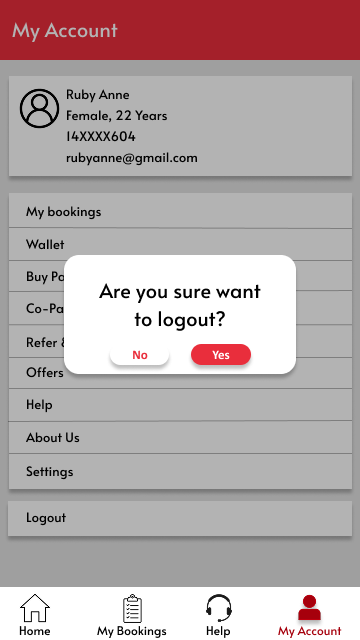 My Account
Ruby Anne
Female, 22 Years
14XXXX604
rubyanne@gmail.com
My bookings
Wallet
Buy Pa
Co-Pa
Refer &
Offers
Help
About Us
Settings
Logout
Are you sure want
to logout?
No
Yes
Home
My Bookings
Help
My Account